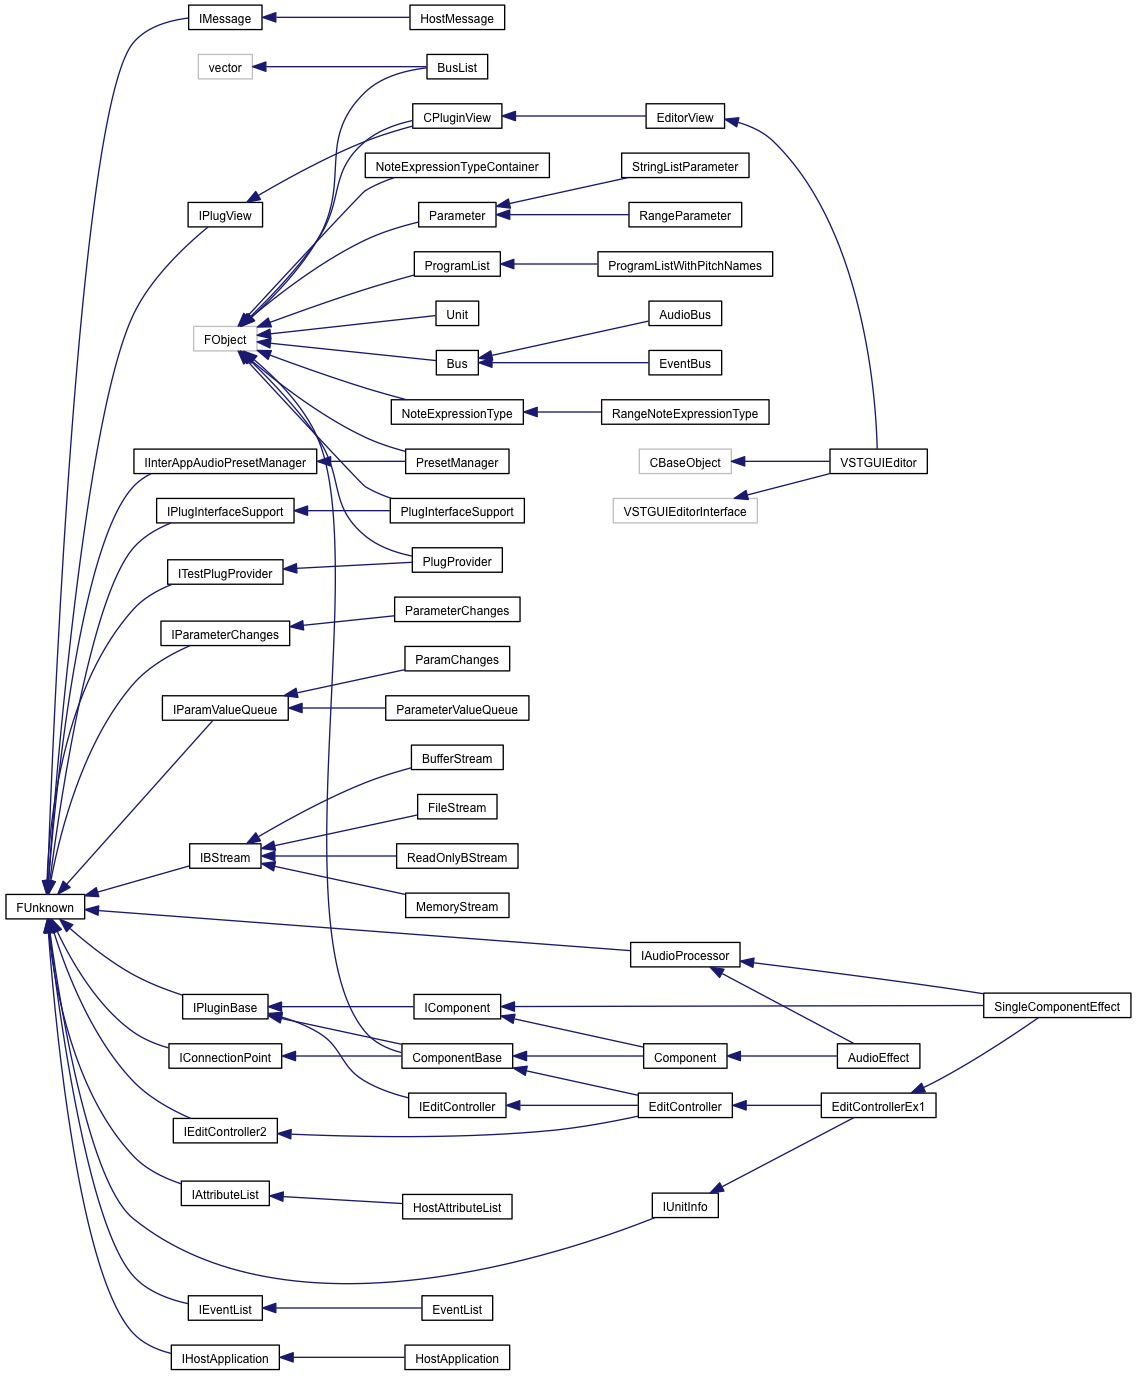 IMessage
HostMessage
vector
BusList
CPluginView
EditorView
NoteExpressionTypeContainer
StringListParameter
IPlugView
Parameter
RangeParameter
ProgramList
ProgramListWithPitchNames
Unit
AudioBus
FObject
Bus
EventBus
NoteExpressionType
RangeNoteExpressionType
IInterAppAudioPresetManager
PresetManager
CBaseObject
VSTGUIEditor
IPlugInterfaceSupport
PlugInterfaceSupport
VSTGUIEditorInterface
ITestPlugProvider
PlugProvider
IParameterChanges
ParameterChanges
ParamChanges
IParamValueQueue
ParameterValueQueue
BufferStream
FileStream
IBStream
ReadOnlyBStream
MemoryStream
FUnknown
IAudioProcessor
IPluginBase
IComponent
SingleComponentEffect
IConnectionPoint
ComponentBase
Component
AudioEffect
IEditController
EditController
EditControllerEx1
IEditController2
IAttributeList
HostAttributeList
IUnitInfo
IEventList
EventList
IHostApplication
HostApplication